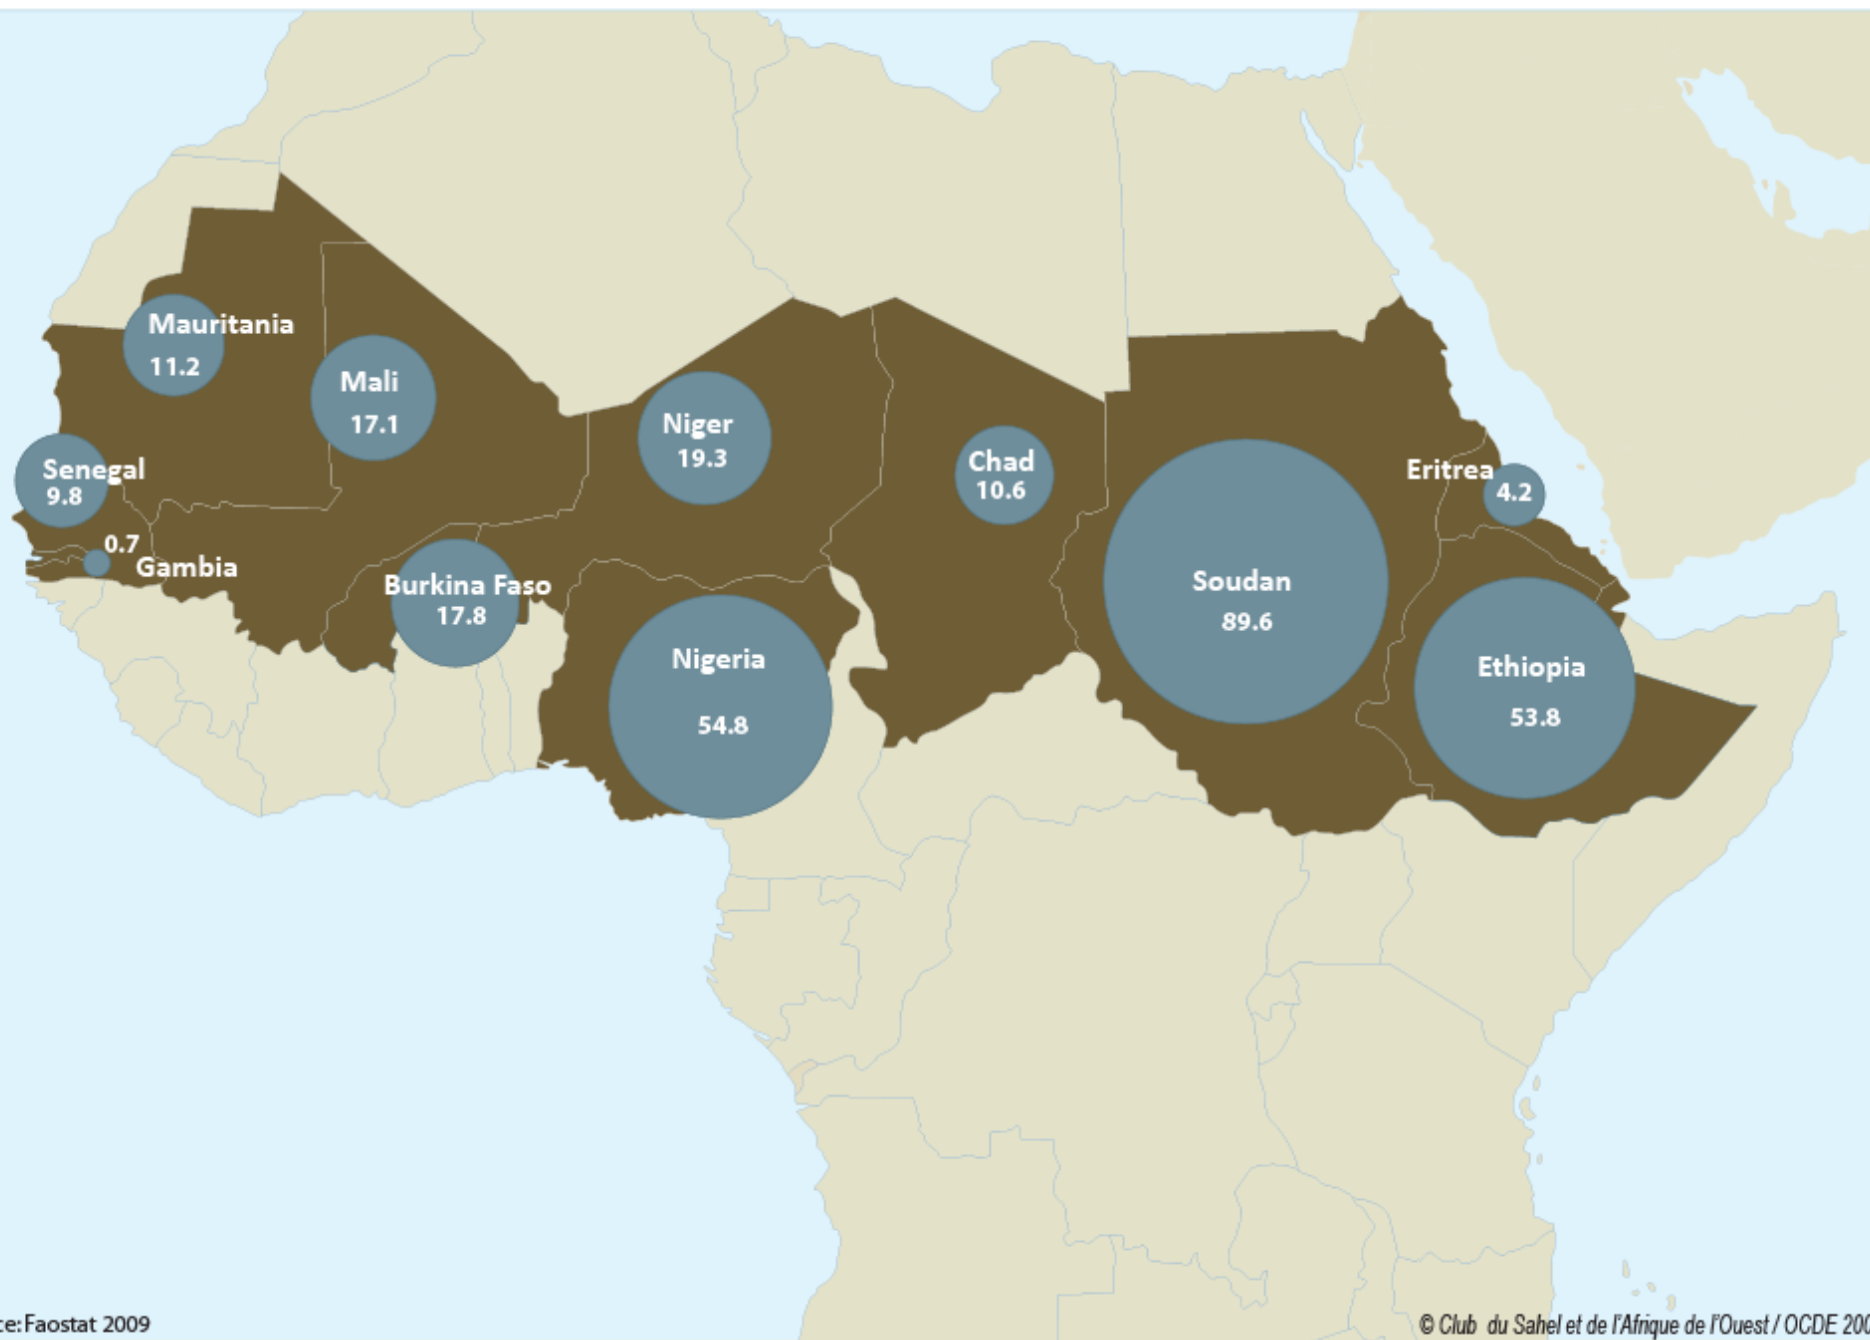 Mauritania
11.2
Mali
17.1
Niger
19.3
Chad
10.6
Senegal
9.8
Eritrea
4.2
0.7
Gambia
Burkina Faso
17.8
Soudan
89.6
Nigeria
54.8
Ethiopia
53.8
ce: Faostat 2009
© Club du Sahel et de l'Afrique de l'Ouest / OCDE 200